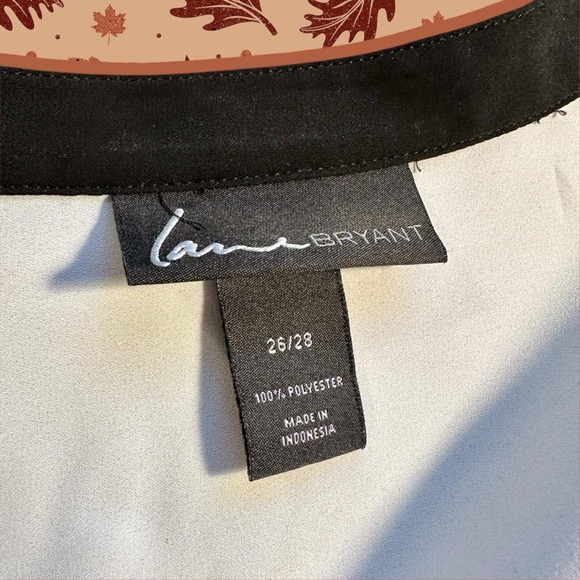 Lane BRYANT
26/28
100% POLYESTER
MADE IN
INDONESIA